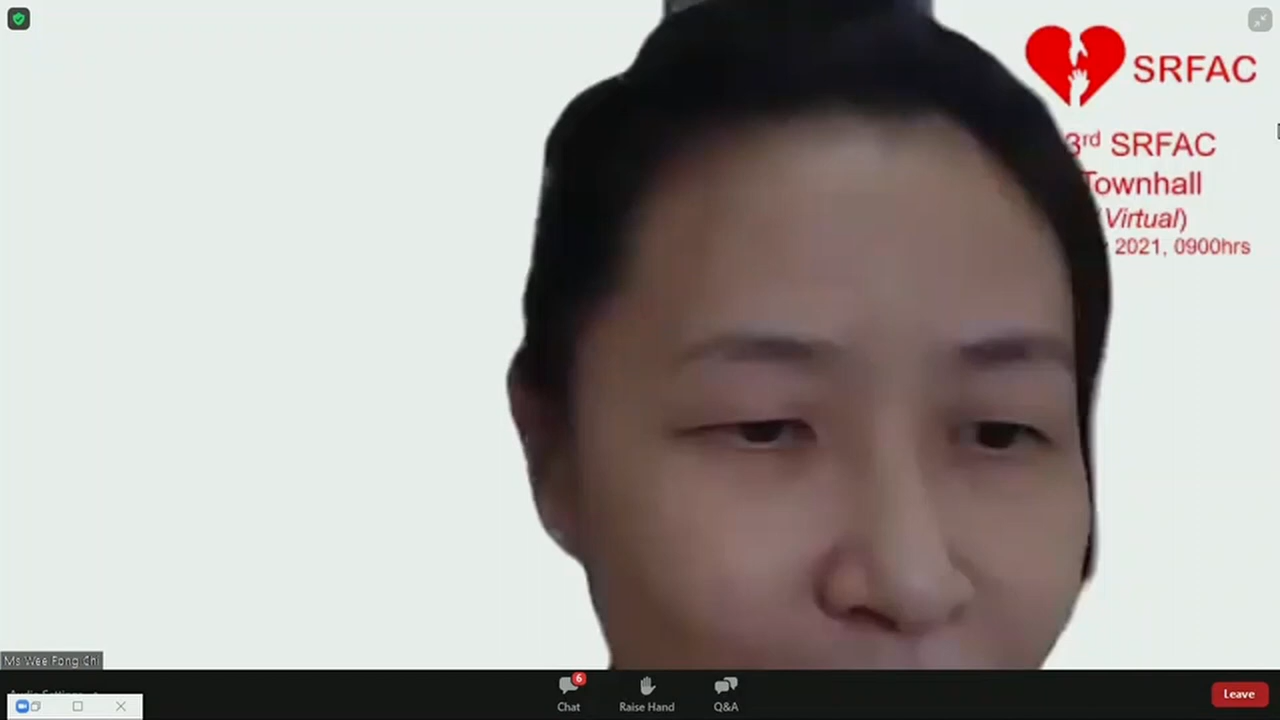 SRFAC
3rd SRFAC
Townhall
(Virtual)
2021, 0900hrs
Ms Wee Fong Chi
6
Chat
Raise Hand
Q&A
Leave